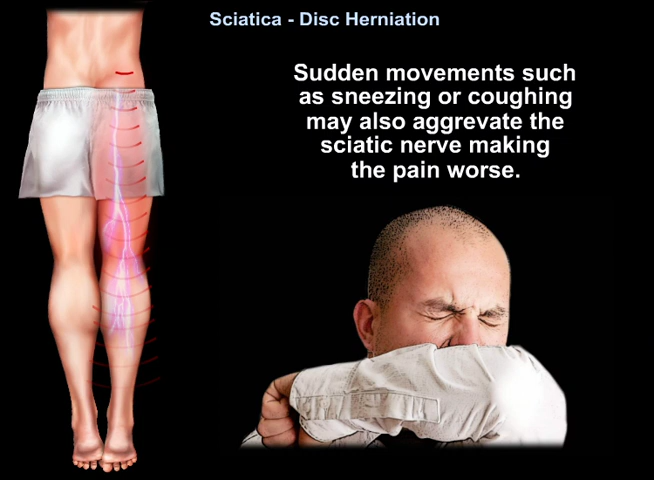 Sciatica - Disc Herniation
Sudden movements such
as sneezing or coughing
may also aggrevate the
sciatic nerve making
the pain worse.